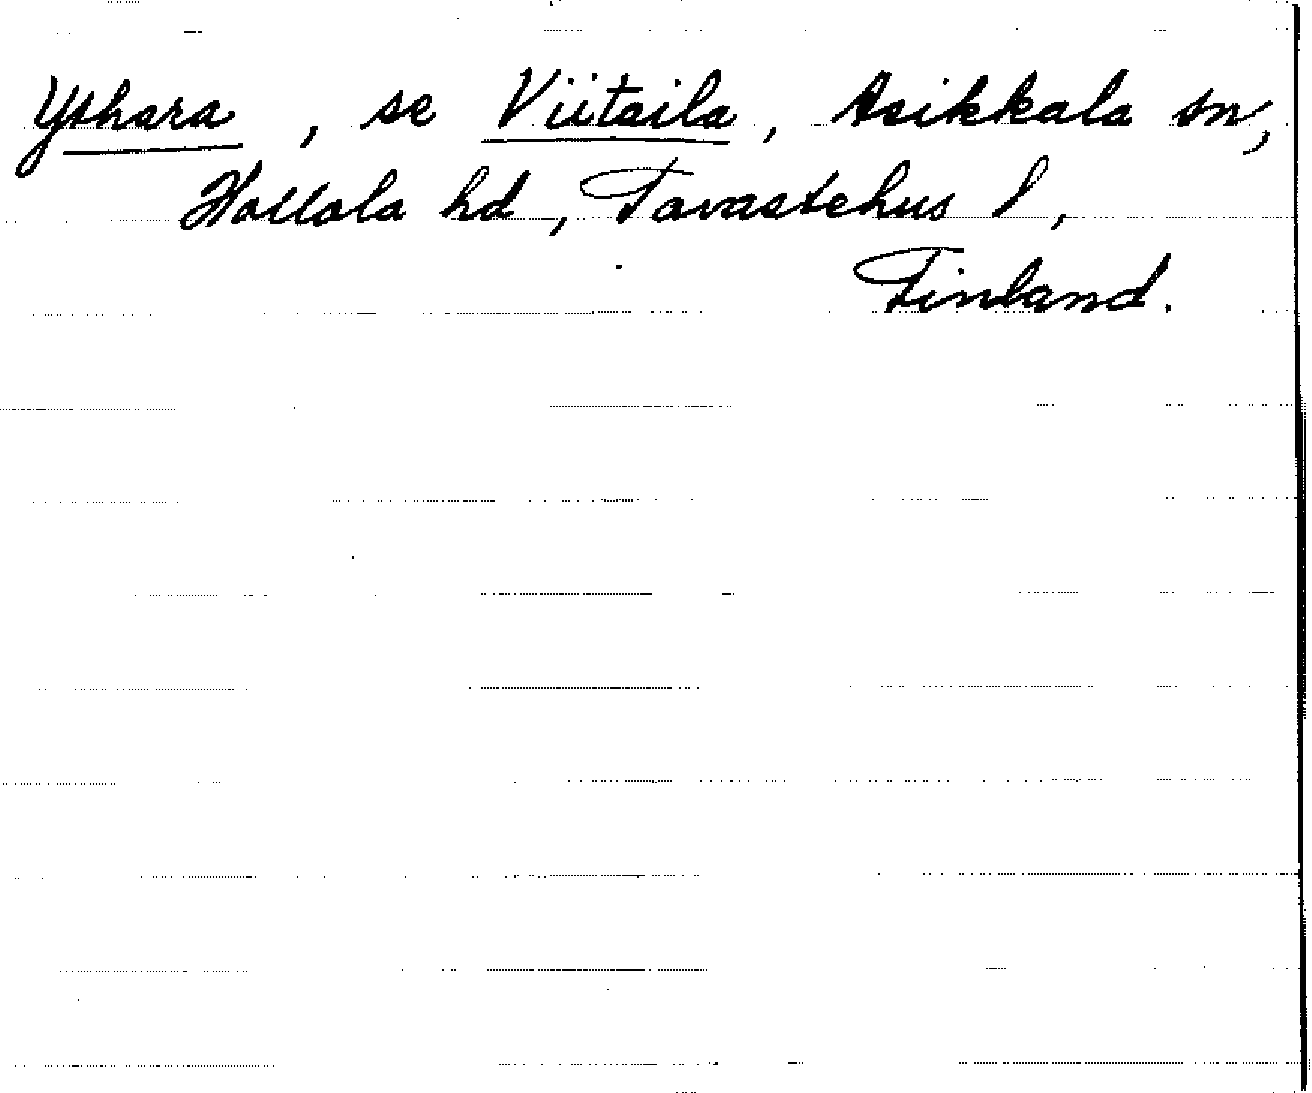 Ythara, se Viitaila, Asikkala sn,
Hollola hd, Tavastehus l,
Finland.